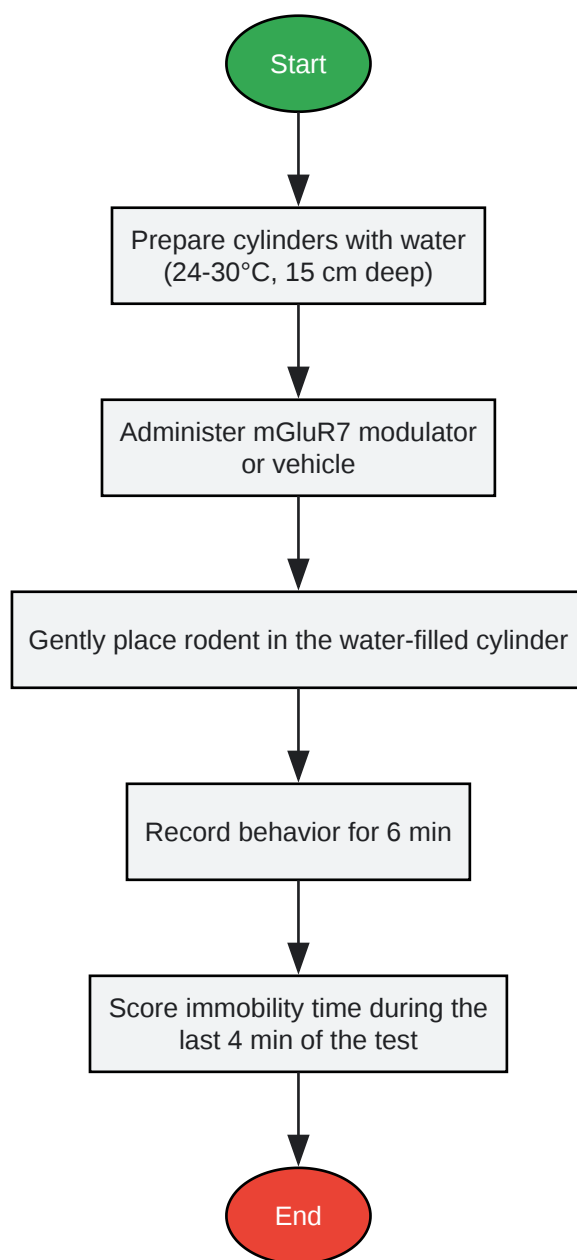 Start
Prepare cylinders with water
(24-30°C, 15 cm deep)
Administer mGluR7 modulator
or vehicle
Gently place rodent in the water-filled cylinder
Record behavior for 6 min
Score immobility time during the
last 4 min of the test
End